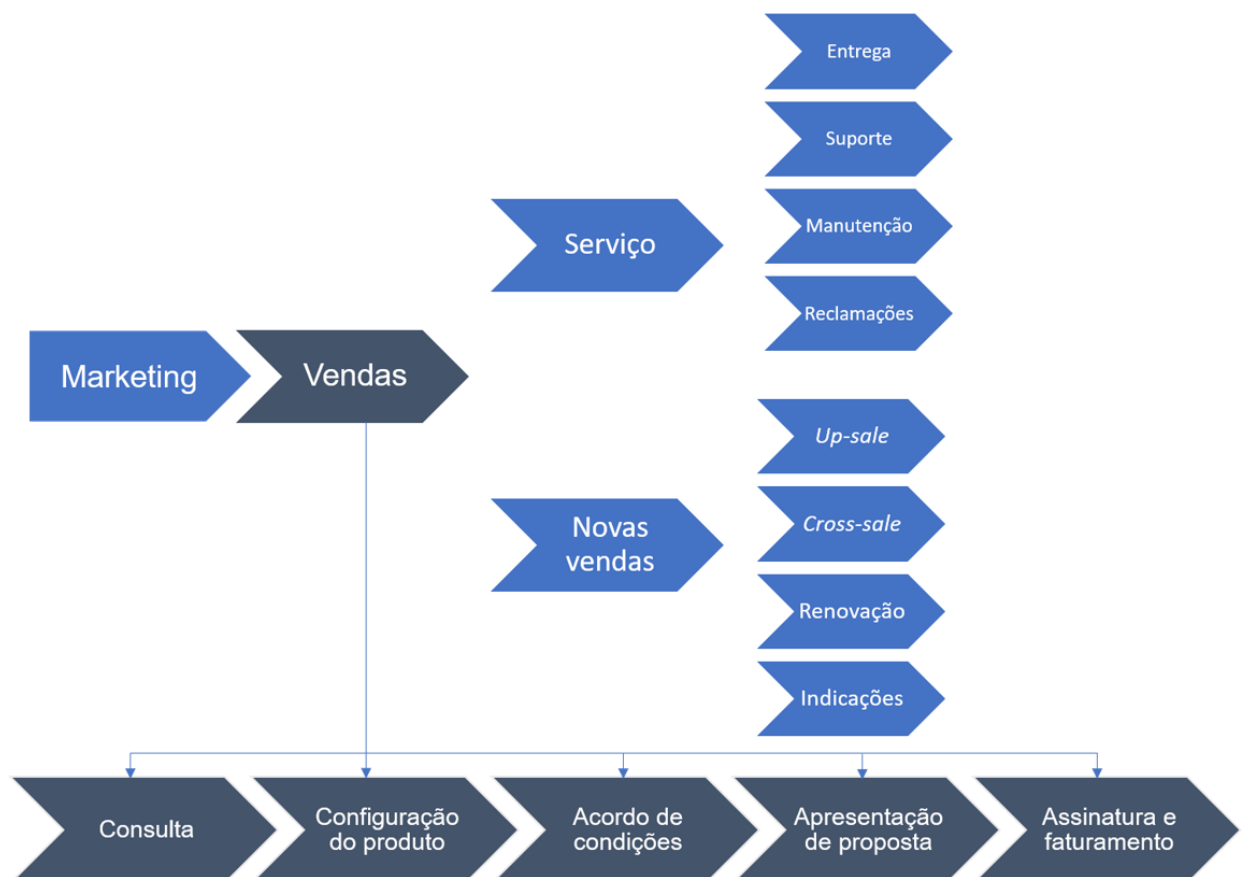 Entrega
Suporte
Manutenção
Reclamações
Serviço
Marketing
Vendas
Up-sale
Cross-sale
Renovação
Indicações
Novas
vendas
Consulta
Configuração
do produto
Acordo de
condições
Apresentação
de proposta
Assinatura e
faturamento